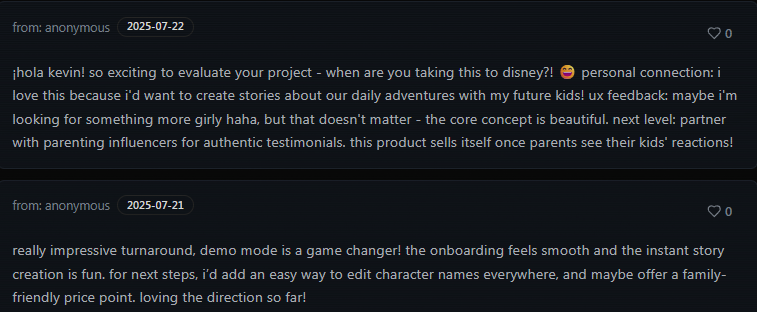 from: anonymous 2025-07-22
0
¡hola kevin! so exciting to evaluate your project - when are you taking this to disney?! 😆 personal connection: i
love this because i'd want to create stories about our daily adventures with my future kids! ux feedback: maybe i'm
looking for something more girly haha, but that doesn't matter - the core concept is beautiful. next level: partner
with parenting influencers for authentic testimonials. this product sells itself once parents see their kids' reactions!
from: anonymous 2025-07-21
0
really impressive turnaround, demo mode is a game changer! the onboarding feels smooth and the instant story
creation is fun. for next steps, i'd add an easy way to edit character names everywhere, and maybe offer a family-
friendly price point. loving the direction so far!